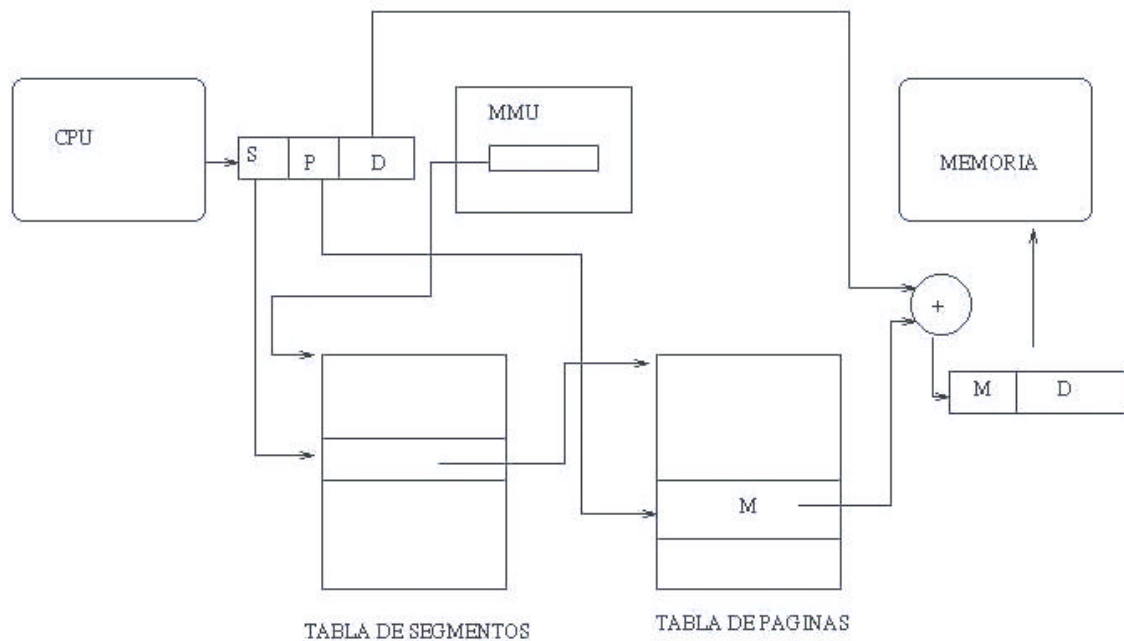 CPU
S P D
MMU
MEMORIA
+
M D
M
TABLA DE SEGMENTOS
TABLA DE PAGINAS